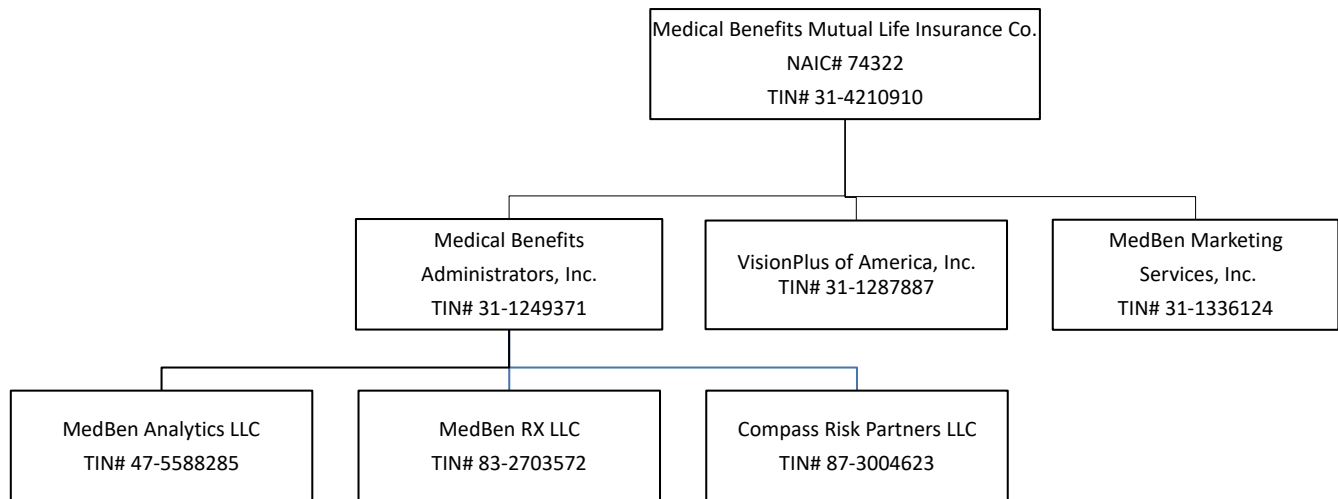 Medical Benefits Mutual Life Insurance Co.
NAIC# 74322
TIN# 31-4210910
Medical Benefits
Administrators, Inc.
TIN# 31-1249371
VisionPlus of America, Inc.
TIN# 31-1287887
MedBen Marketing
Services, Inc.
TIN# 31-1336124
MedBen Analytics LLC
TIN# 47-5588285
MedBen RX LLC
TIN# 83-2703572
Compass Risk Partners LLC
TIN# 87-3004623